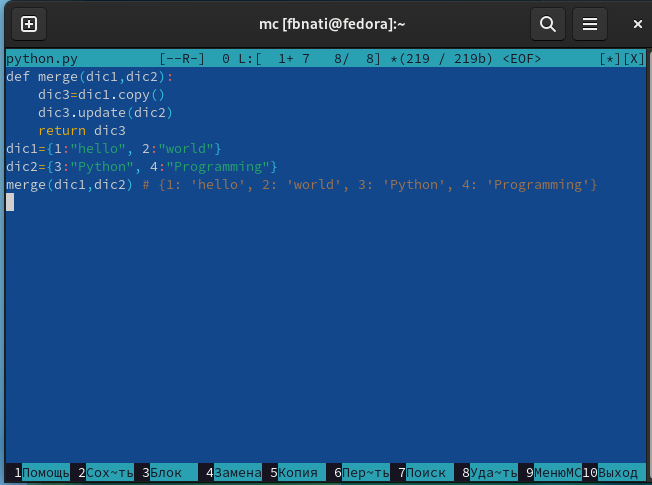 mc [fbnati@fedora]:~
python.py [--R-] 0 L:[ 1+ 7 8/ 8] *(219 / 219b) <EOF> [*][X]
def merge(dic1,dic2):
    dic3=dic1.copy()
    dic3.update(dic2)
    return dic3
dic1={1:"hello", 2:"world"}
dic2={3:"Python", 4:"Programming"}
merge(dic1,dic2) # {1: 'hello', 2: 'world', 3: 'Python', 4: 'Programming'}
1Помощь 2Сох~ть 3Блок 4Замена 5Копия 6Пер~ть 7Поиск 8Уда~ть 9МенюMC 10Выход